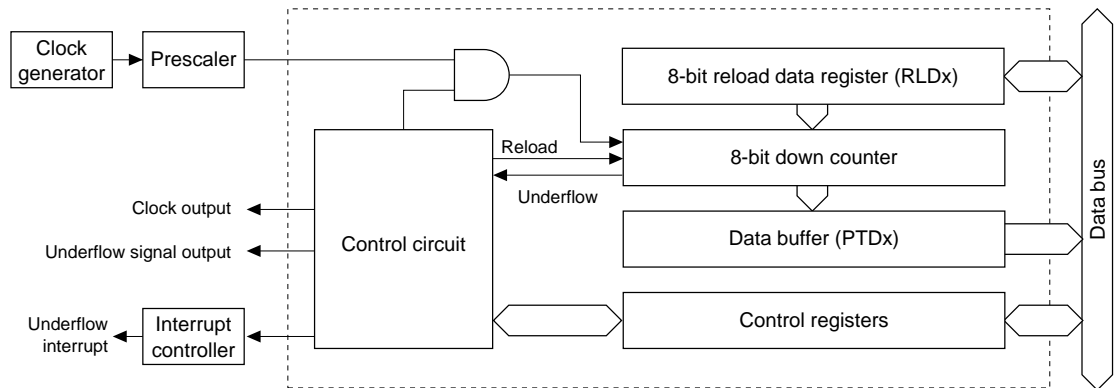 Clock
generator
Prescaler
8-bit reload data register (RLDx)
8-bit down counter
Reload
Underflow
Clock output
Underflow signal output
Control circuit
Data buffer (PTDx)
Data bus
Underflow
interrupt
Interrupt
controller
Control registers